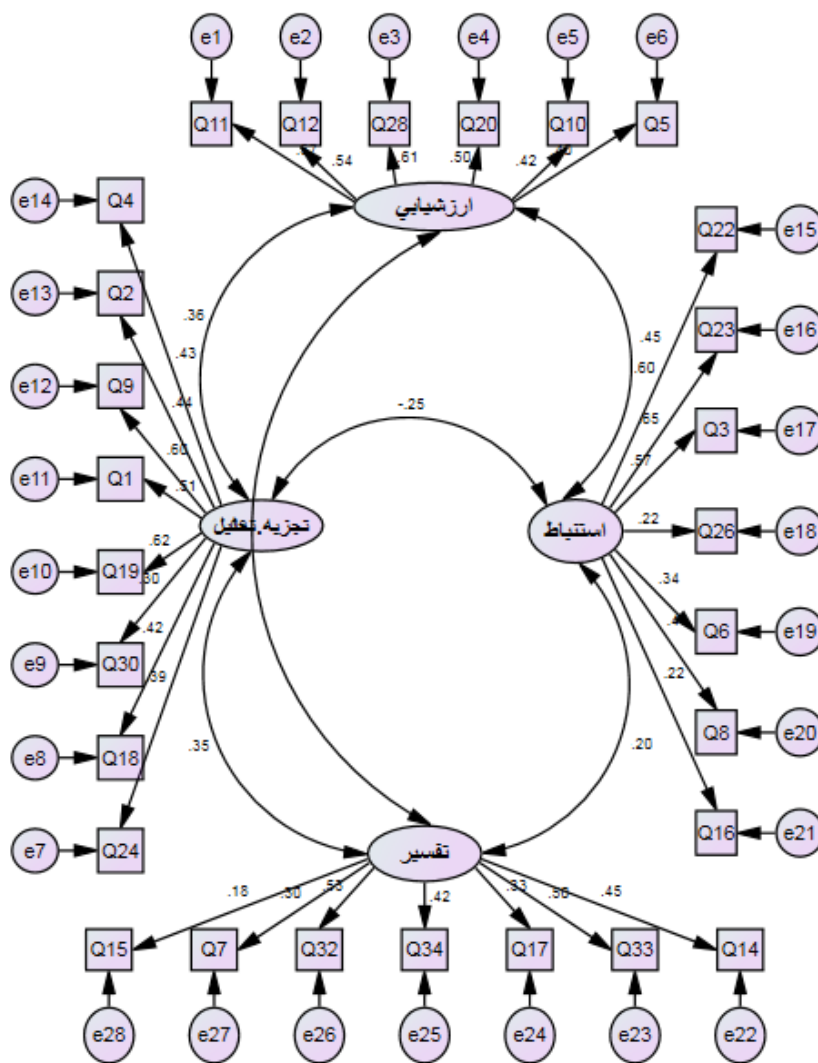 e1 e2 e3 e4 e5 e6
Q11 Q12 Q28 Q20 Q10 Q5
.54 .61 .50 .42
ارزشيابي
e14 Q4
Q22 e15
e13 Q2
Q23 e16
.36 .43 .45 .60
e12 Q9
Q3 e17
.44 -.25 .65
.60 .57
e11 Q1
.51
تجزيه.تحليل
استنباط
.22 Q26 e18
.62
e10 Q19
.30 .34
Q6 e19
.42
e9 Q30
.39 .22
Q8 e20
e8 Q18
.35 .20
Q16 e21
e7 Q24
تفسير
.18 .30 .53 .42 .33 .56 .45
Q15 Q7 Q32 Q34 Q17 Q33 Q14
e28 e27 e26 e25 e24 e23 e22